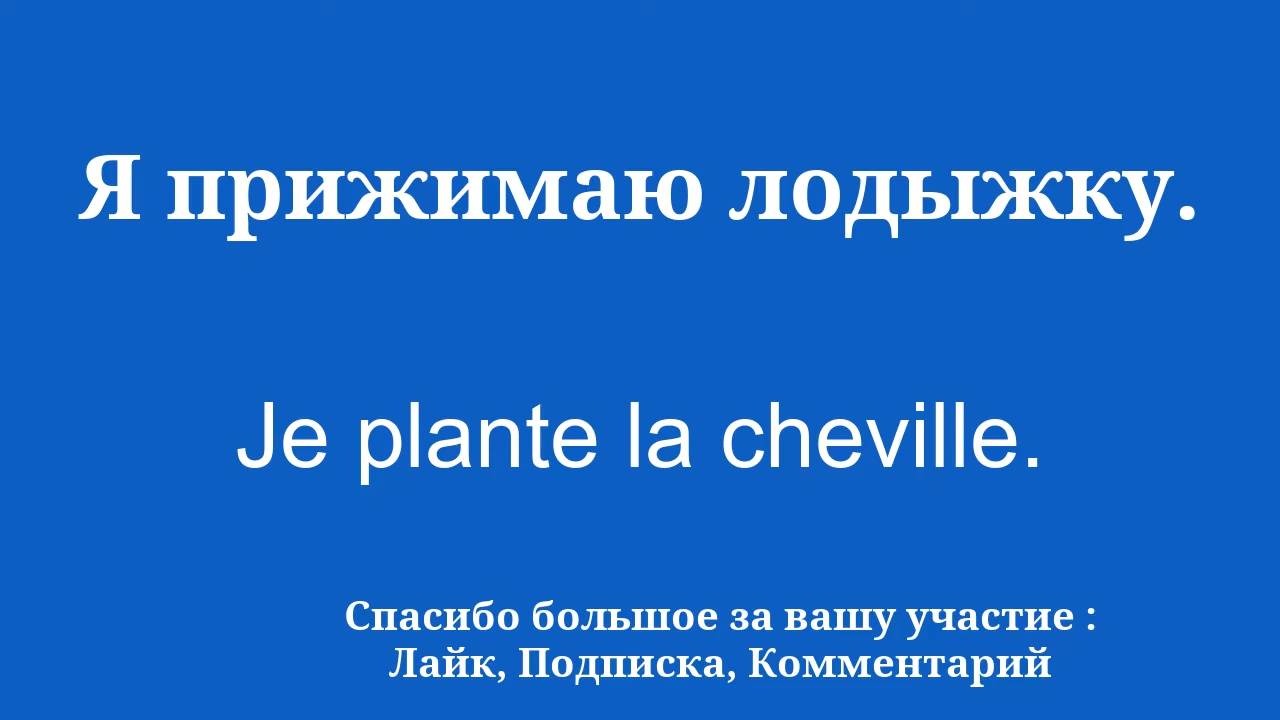 Я прижимаю лодыжку.
Je plante la cheville.
Спасибо большое за вашу участие :
Лайк, Подписка, Комментарий